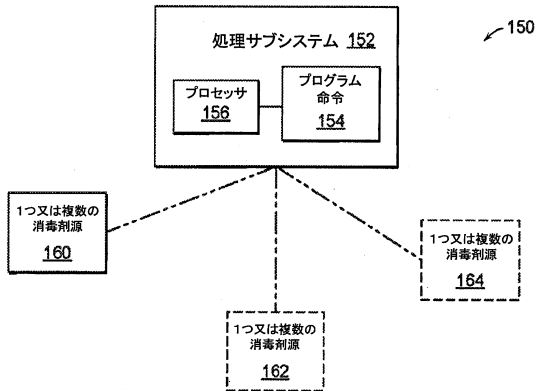 処理サブシステム 152
150
プロセッサ
156
プログラム
命令
154
1つ又は複数の
消毒剤源
160
1つ又は複数の
消毒剤源
164
1つ又は複数の
消毒剤源
162